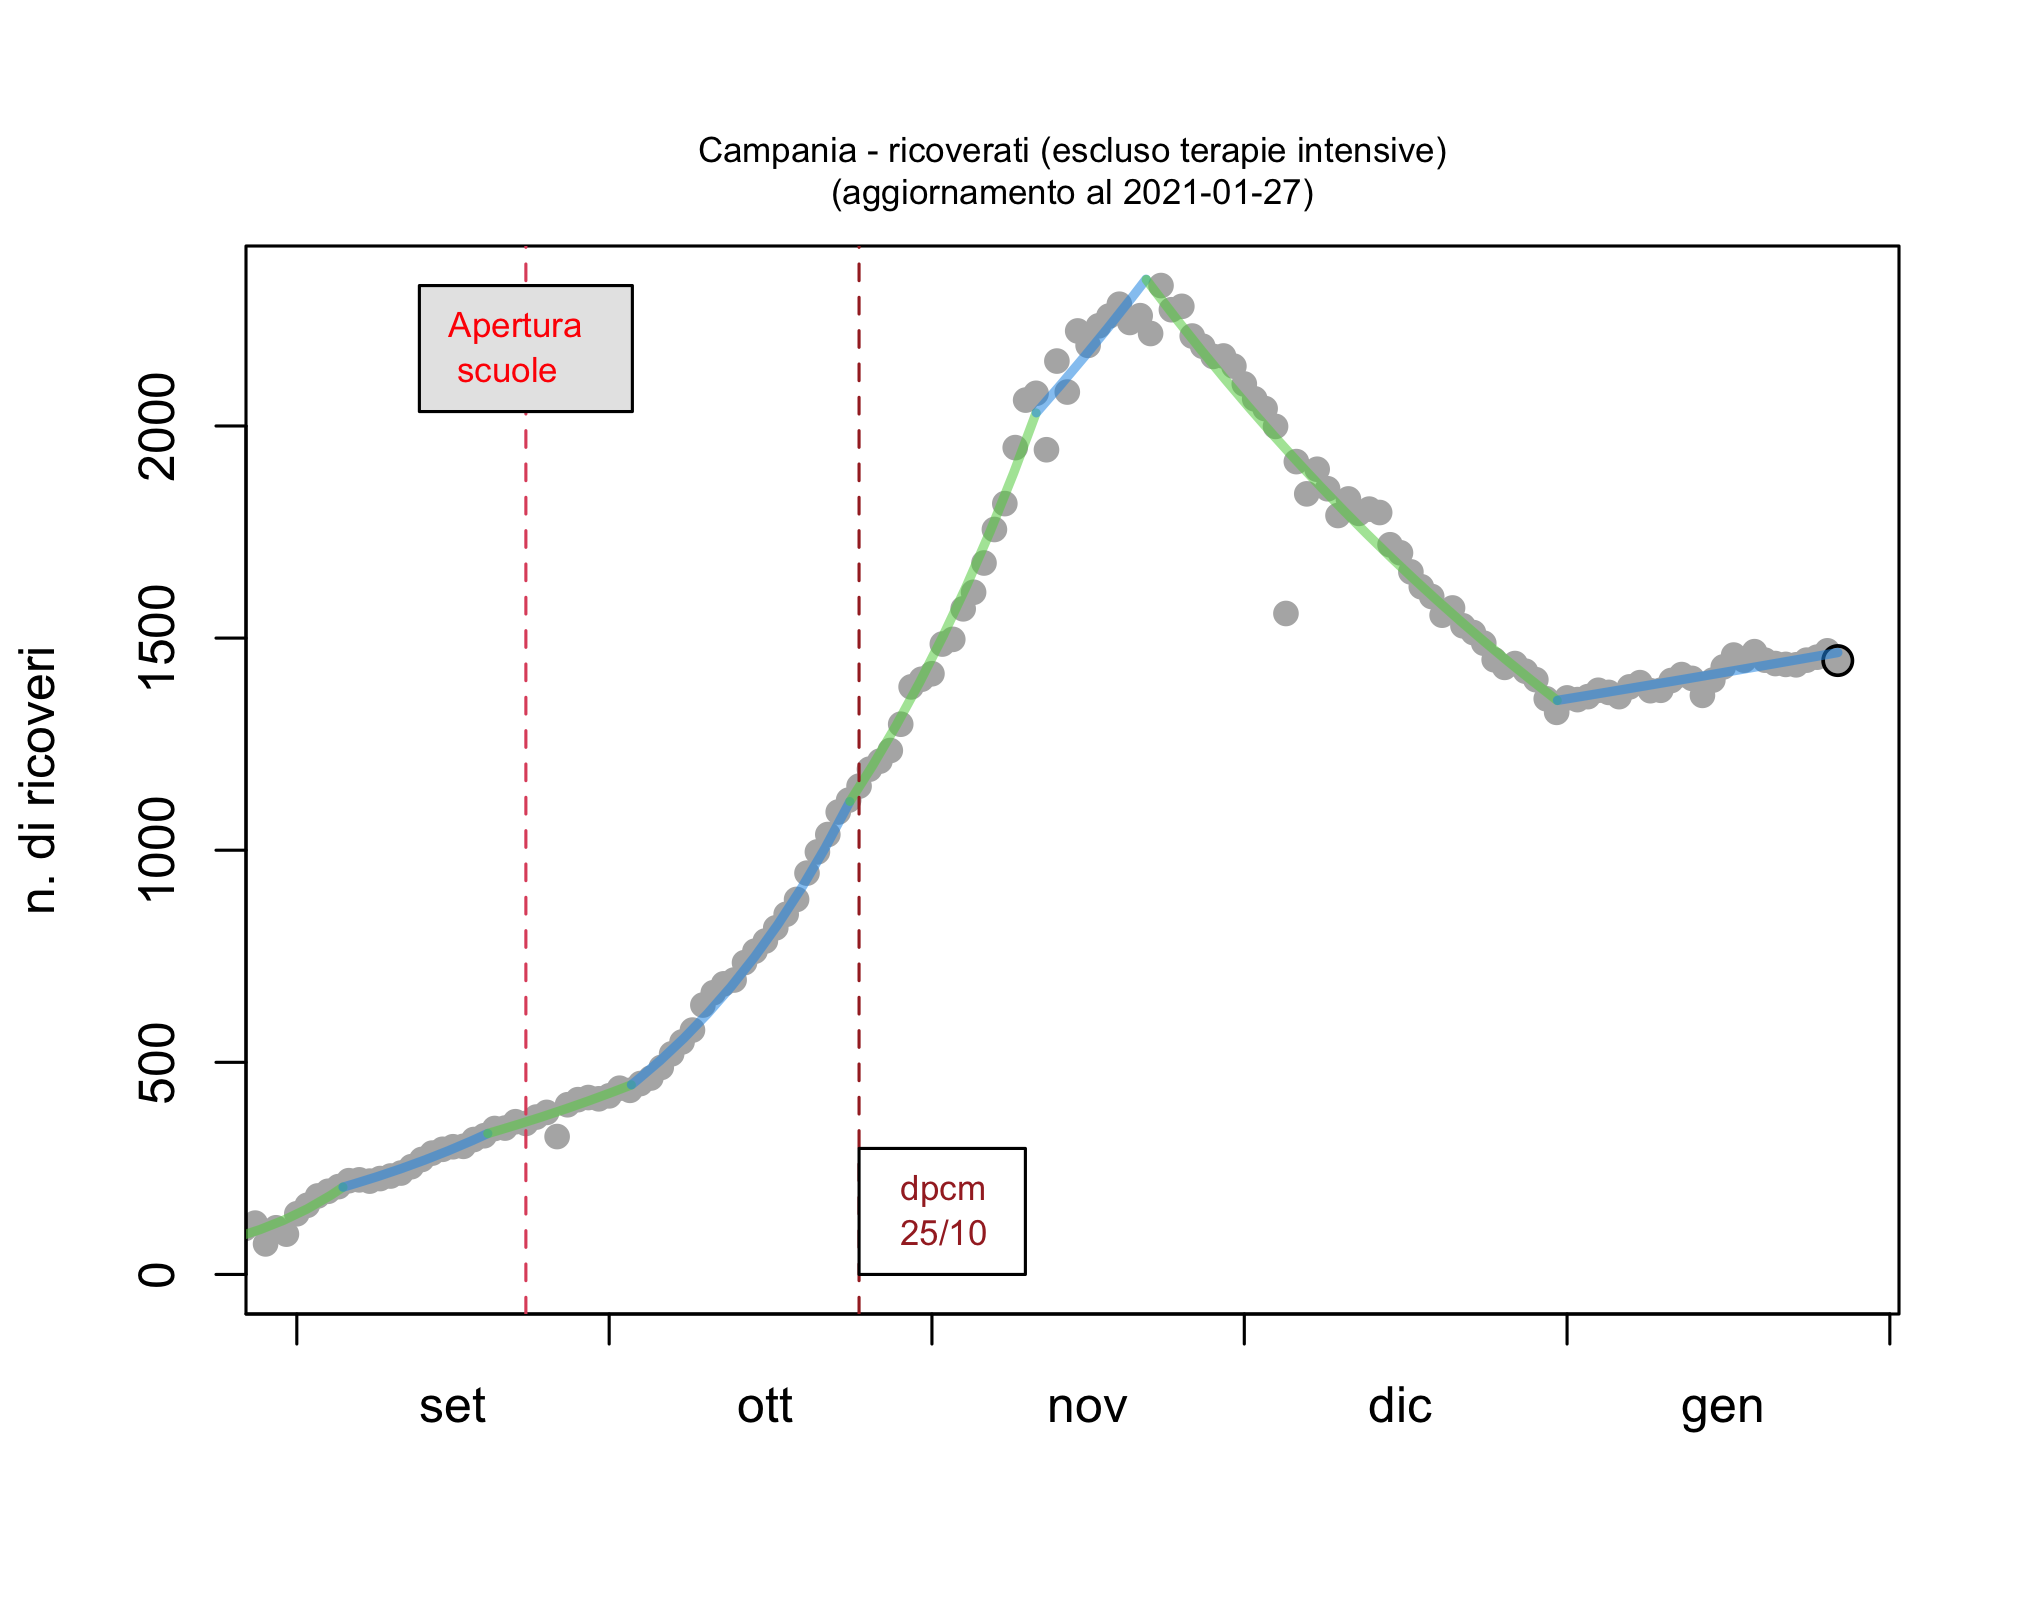 Campania - ricoverati (escluso terapie intensive)
(aggiornamento al 2021-01-27)
Apertura
scuole
dpcm
25/10
n. di ricoveri
0
500
1000
1500
2000
set
ott
nov
dic
gen